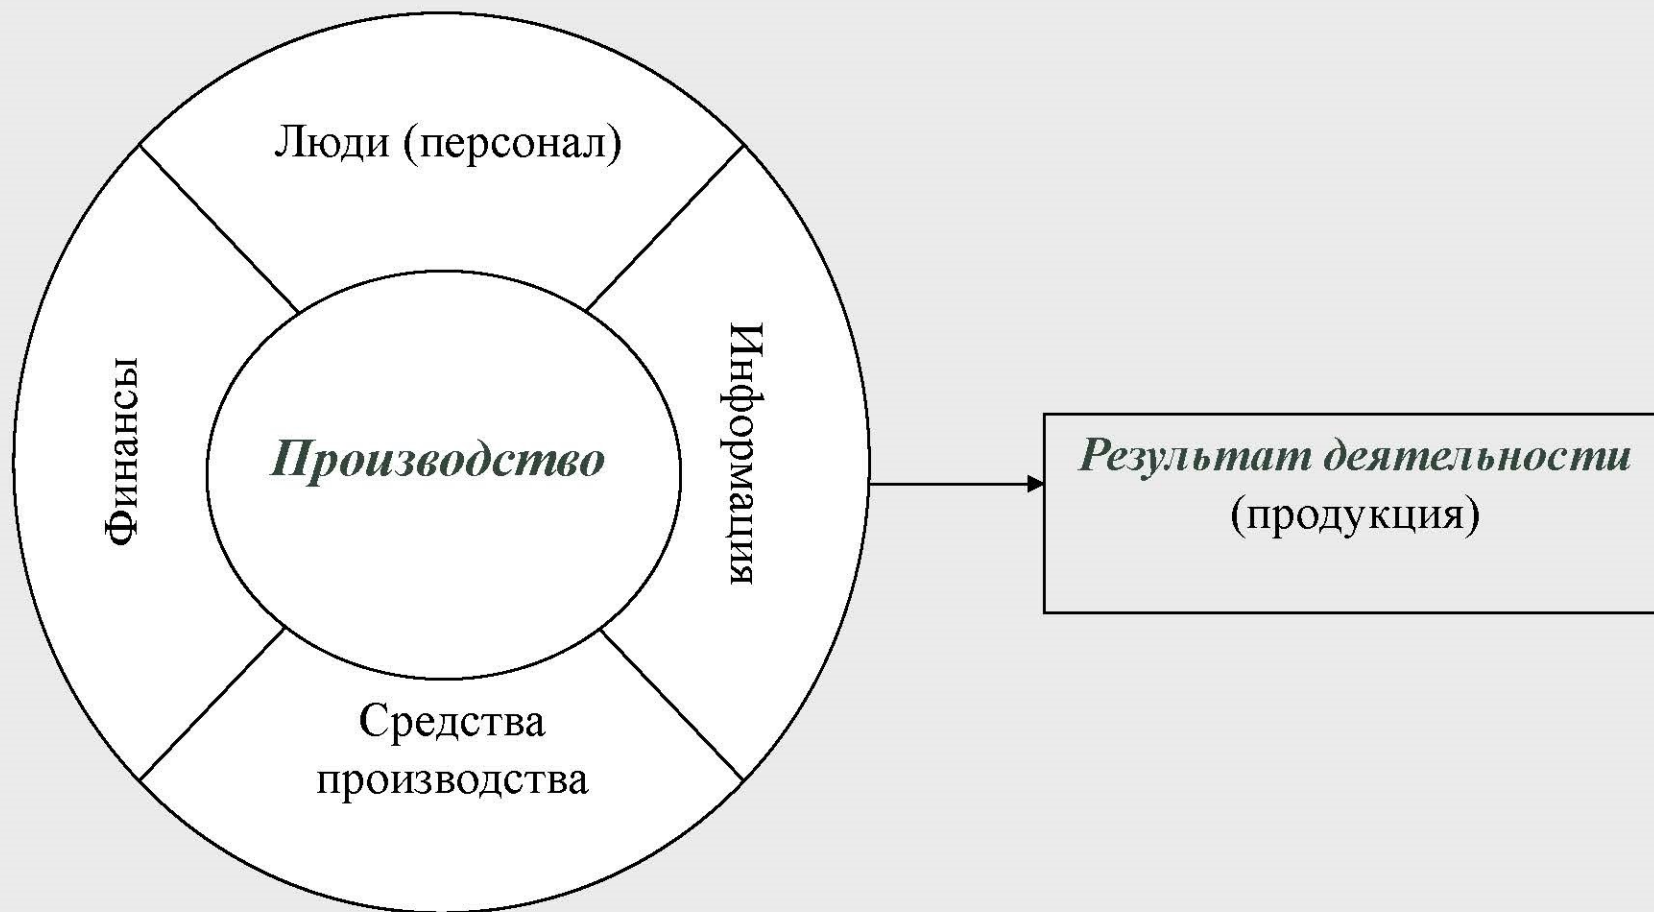 Люди (персонал)
Финансы
Производство
Информация
Средства
производства
Результат деятельности
(продукция)